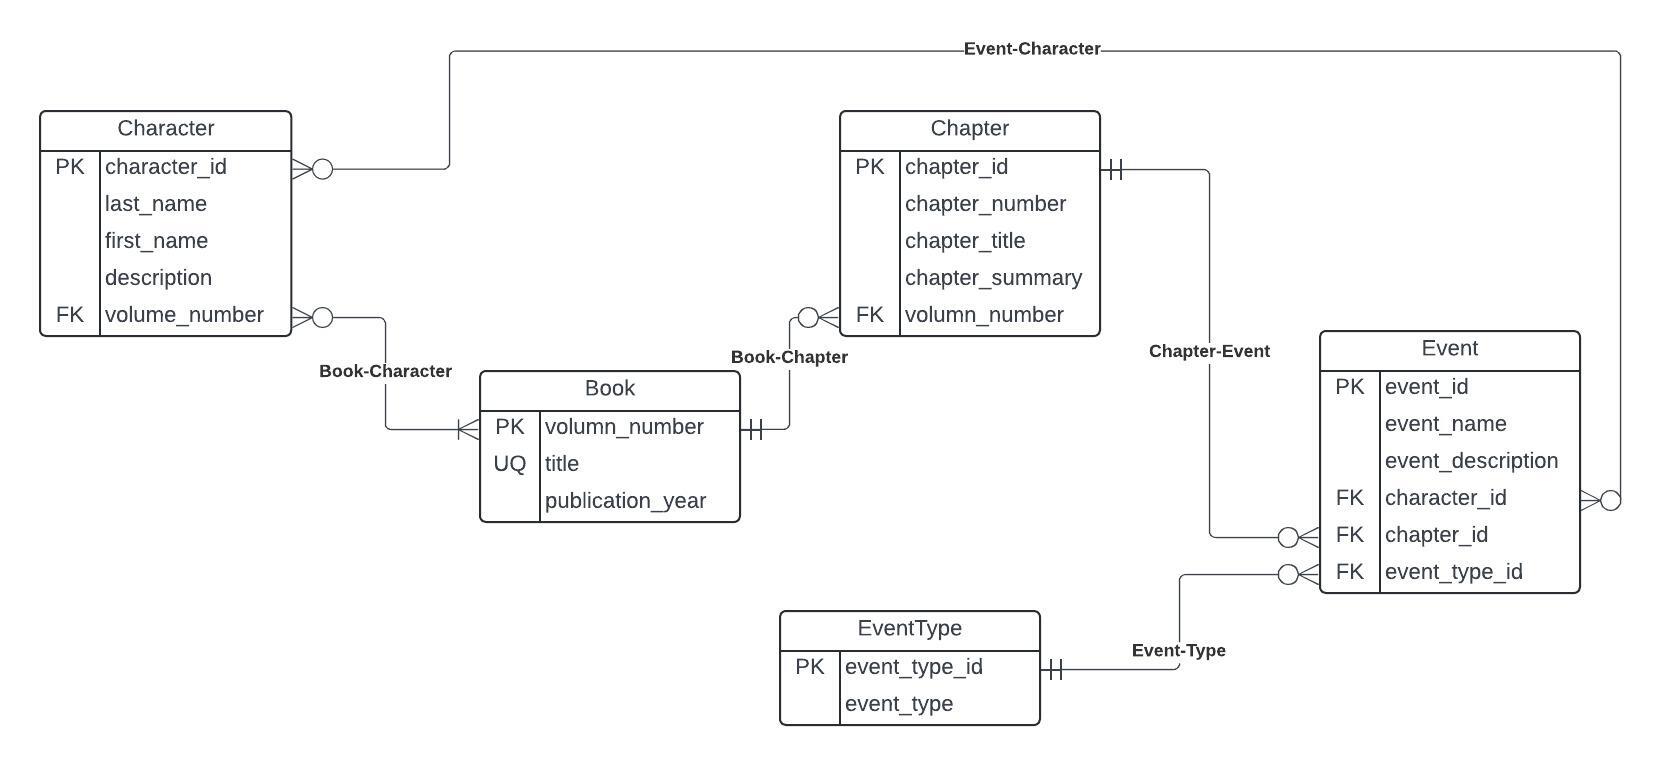 Event-Character
Character
PK character_id
last_name
first_name
description
FK volume_number
Chapter
PK chapter_id
chapter_number
chapter_title
chapter_summary
FK volumn_number
Book-Character
Book-Chapter
Chapter-Event
Book
PK volumn_number
UQ title
publication_year
Event
PK event_id
event_name
event_description
FK character_id
FK chapter_id
FK event_type_id
EventType
PK event_type_id
event_type
Event-Type